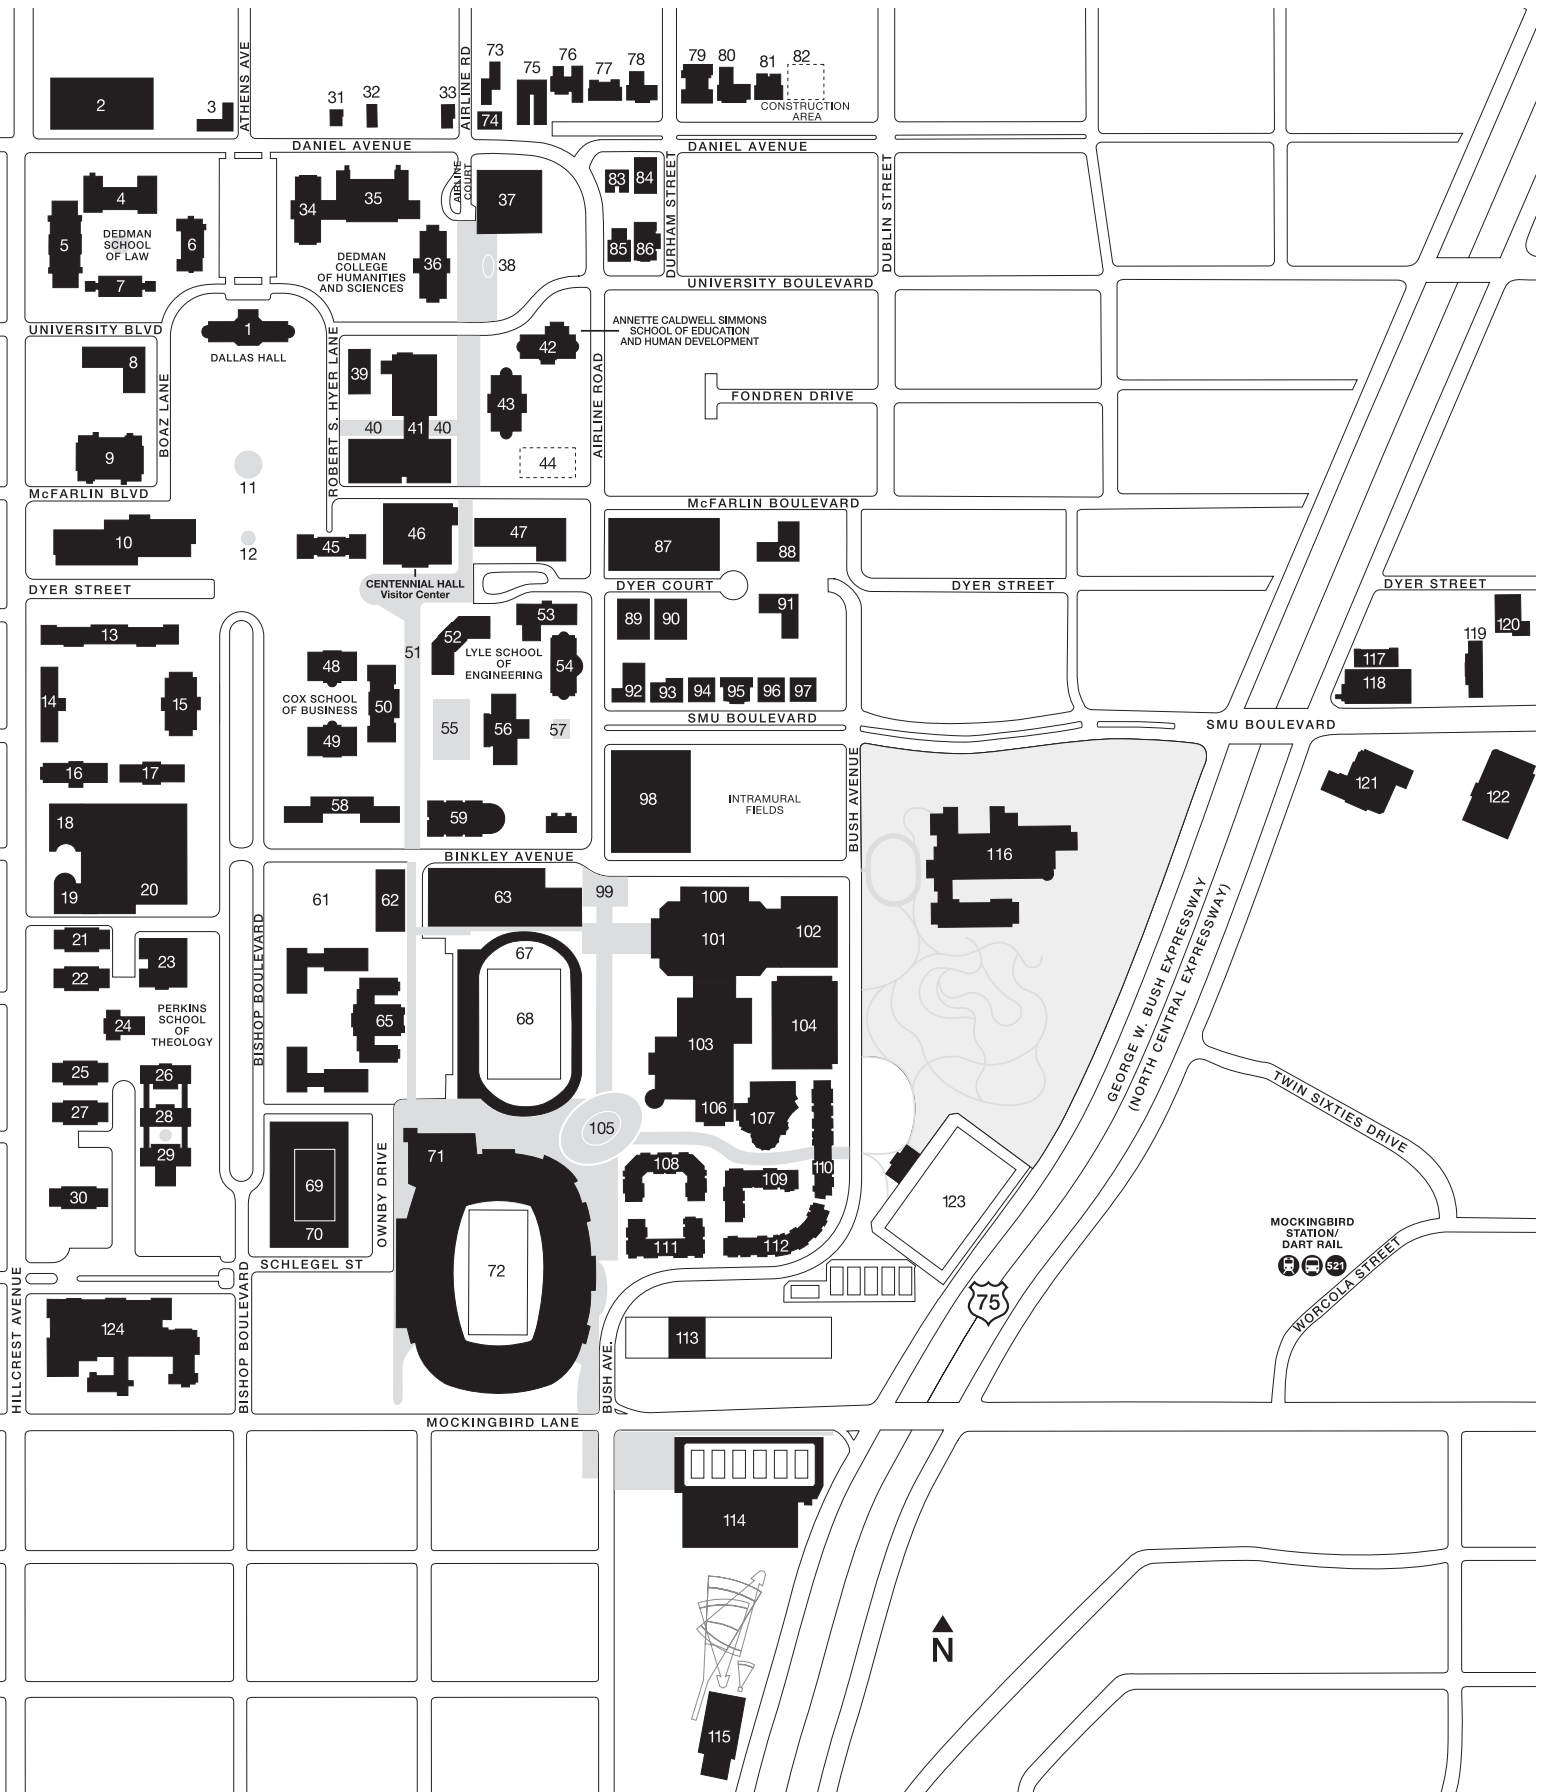 73
75
76
77
78
79
80
81
82
CONSTRUCTION
AREA
2
3
ATHENS AVE
31
32
33
AIRLINE RD
74
DANIEL AVENUE
DANIEL AVENUE
4
5
6
7
DEDMAN
SCHOOL
OF LAW
34
35
36
DEDMAN
COLLEGE
OF HUMANITIES
AND SCIENCES
AIRLINE
COURT
37
38
83
84
85
86
DURHAM STREET
DUBLIN STREET
UNIVERSITY BOULEVARD
UNIVERSITY BLVD
1
DALLAS HALL
8
9
BOAZ LANE
ROBERT S. HYER LANE
39
40
41
40
42
43
44
ANNETTE CALDWELL SIMMONS
SCHOOL OF EDUCATION
AND HUMAN DEVELOPMENT
AIRLINE ROAD
FONDREN DRIVE
11
McFARLIN BLVD
McFARLIN BOULEVARD
10
12
45
46
47
87
88
CENTENNIAL HALL
Visitor Center
DYER STREET
DYER COURT
DYER STREET
DYER STREET
13
14
15
16
17
48
49
50
COX SCHOOL
OF BUSINESS
51
52
53
54
LYLE SCHOOL
OF
ENGINEERING
55
56
57
89
90
91
92
93
94
95
96
97
117
118
119
120
SMU BOULEVARD
SMU BOULEVARD
58
59
98
INTRAMURAL
FIELDS
BUSH AVENUE
116
121
122
18
19
20
BINKLEY AVENUE
61
62
63
99
100
101
102
21
22
23
24
PERKINS
SCHOOL
OF
THEOLOGY
BISHOP BOULEVARD
65
67
68
103
104
GEORGE W. BUSH EXPRESSWAY
(NORTH CENTRAL EXPRESSWAY)
25
26
27
28
29
30
TWIN SIXTIES DRIVE
105
106
107
69
70
OWNBY DRIVE
71
72
108
109
110
111
112
123
MOCKINGBIRD
STATION/
DART RAIL
521
WORCOLA STREET
SCHLEGEL ST
HILLCREST AVENUE
124
BISHOP BOULEVARD
75
113
BUSH AVE.
MOCKINGBIRD LANE
114
115
N